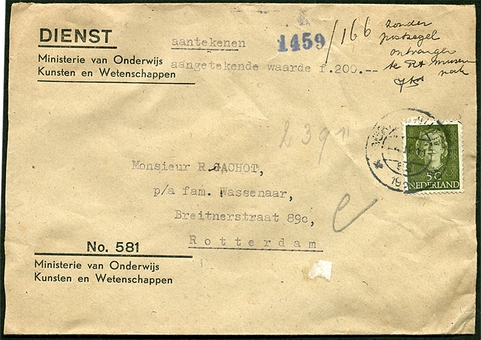 DIENST
Ministerie van Onderwijs
Kunsten en Wetenschappen
aantekenen
1459 /166
aangetekende waarde f.200.--
zonder
postzegel
ontvangen
239
Monsieur R.GACHOT,
p/a fam. Wassenaar,
Breitnerstraat 89c,
Rotterdam
e
5c
NEDERLAND
No. 581
Ministerie van Onderwijs
Kunsten en Wetenschappen